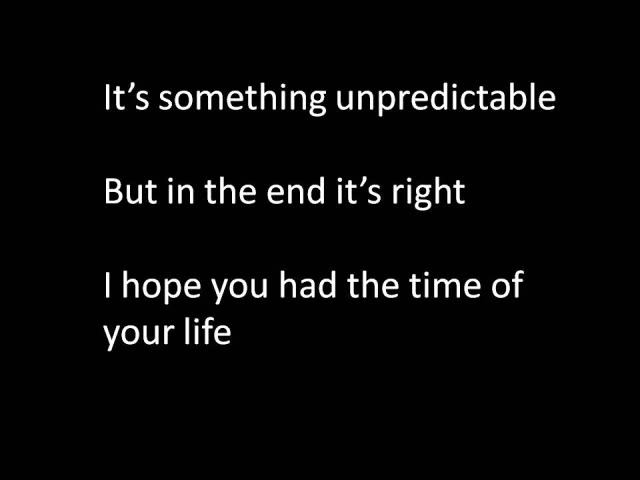 It’s something unpredictable
But in the end it’s right
I hope you had the time of
your life